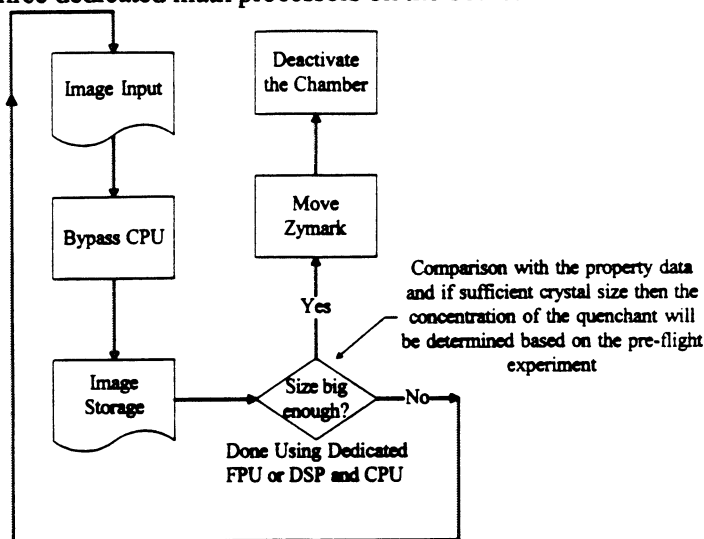 Image Input
Bypass CPU
Image
Storage
Deactivate
the Chamber
Move
Zymark
Yes
Size big
enough?
No
Done Using Dedicated
FPU or DSP and CPU
Comparison with the property data
and if sufficient crystal size then the
concentration of the quenchant will
be determined based on the pre-flight
experiment